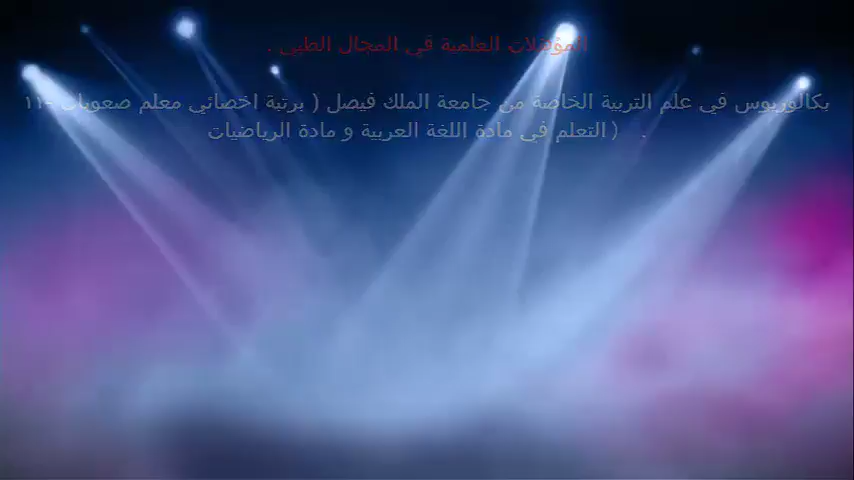 المؤهلات العلمية في المجال الطبي .
١١- بكالوريوس في علم التربية الخاصة من جامعة الملك فيصل ( برتبة اخصائي معلم صعوبات
التعلم في مادة اللغة العربية و مادة الرياضيات ) .